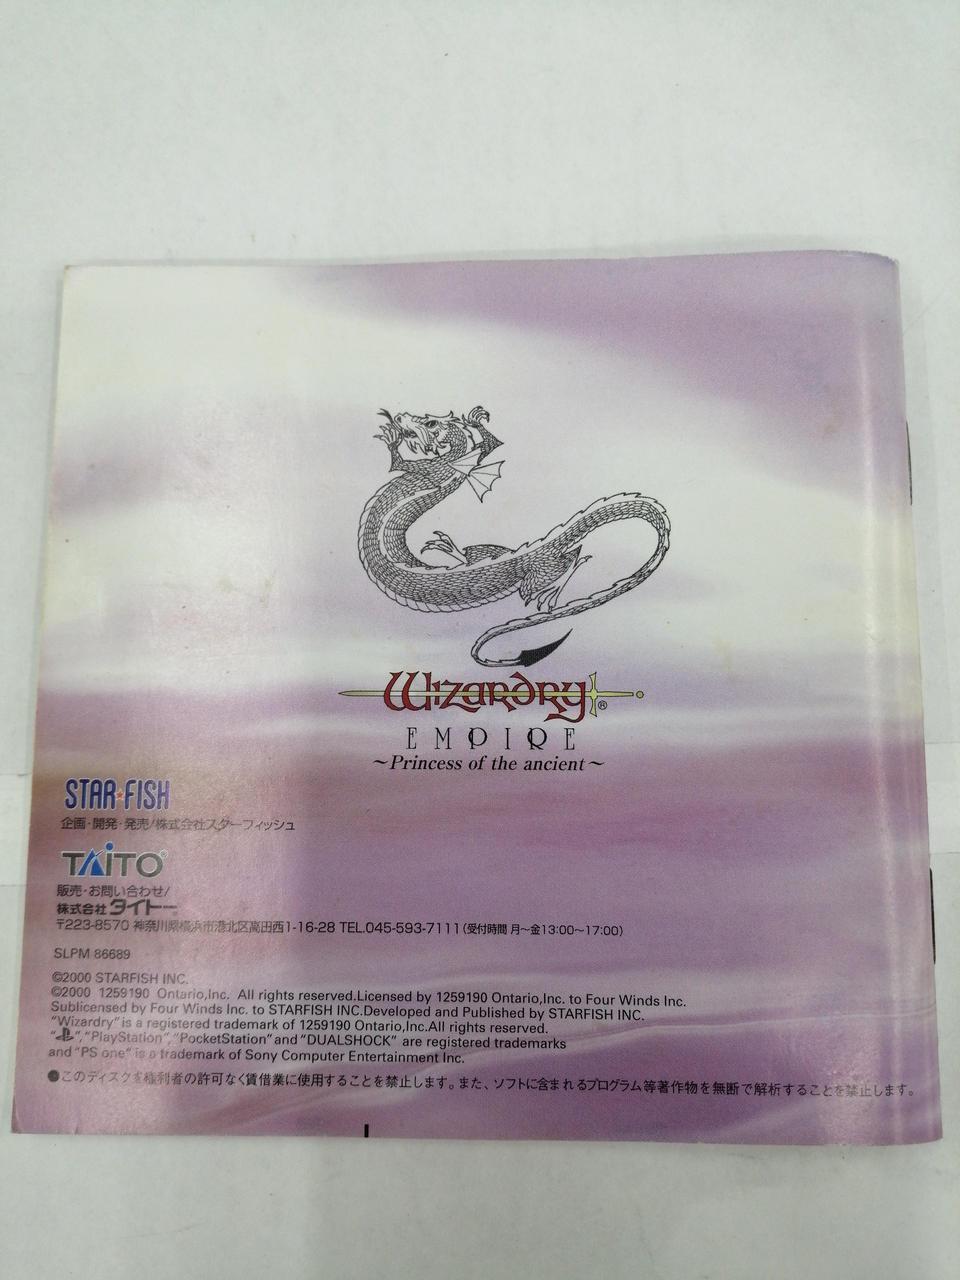 Wizardry®
EMPIRE
~Princess of the ancient~
STAR★FISH
企画・開発・発売/株式会社スターフィッシュ
TAITO®
販売・お問い合わせ/
株式会社タイトー
〒223-8570 神奈川県横浜市港北区高田西1-16-28 TEL.045-593-7111(受付時間 月〜金13:00〜17:00)
SLPM 86689
©2000 STARFISH INC.
©2000 1259190 Ontario,Inc. All rights reserved.Licensed by 1259190 Ontario,Inc. to Four Winds Inc.
Sublicensed by Four Winds Inc. to STARFISH INC.Developed and Published by STARFISH INC.
"Wizardry" is a registered trademark of 1259190 Ontario,Inc.All rights reserved.
"PS", "PlayStation", "PocketStation" and "DUALSHOCK" are registered trademarks
and "PS one" is a trademark of Sony Computer Entertainment Inc.
●このディスクを権利者の許可なく賃借業に使用することを禁止します。また、ソフトに含まれるプログラム等著作物を無断で解析することを禁止します。